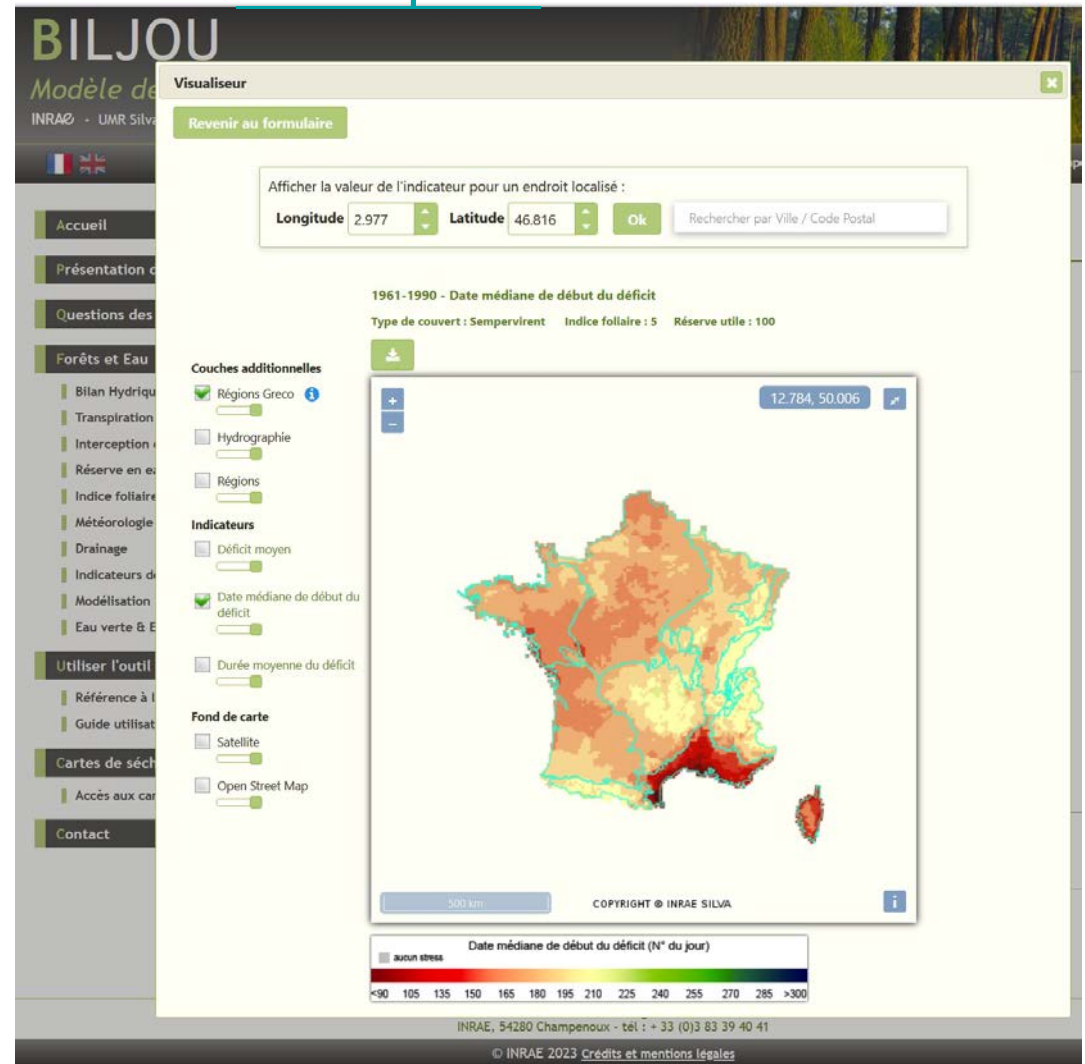 BILJOU
Modèle de
INRAE - UMR Silva
Visualiseur
Revenir au formulaire
Afficher la valeur de l'indicateur pour un endroit localisé :
Longitude 2.977 Latitude 46.816 Ok Rechercher par Ville / Code Postal
Accueil
Présentation d
Questions des
Forêts et Eau
Bilan Hydriqu
Transpiration
Interception
Réserve en ea
Indice foliaire
Météorologie
Drainage
Indicateurs d
Modélisation
Eau verte & E
Utiliser l'outil
Référence à l
Guide utilisat
Cartes de séch
Accès aux car
Contact
1961-1990 - Date médiane de début du déficit
Type de couvert : Sempervirent Indice foliaire : 5 Réserve utile : 100
Couches additionnelles
Régions Greco i
Hydrographie
Régions
Indicateurs
Déficit moyen
Date médiane de début du
déficit
Durée moyenne du déficit
Fond de carte
Satellite
Open Street Map
+
−
12.784, 50.006
500 km
COPYRIGHT © INRAE SILVA
i
Date médiane de début du déficit (N° du jour)
aucun stress
<90 105 135 150 165 180 195 210 225 240 255 270 285 >300
INRAE, 54280 Champenoux - tél : + 33 (0)3 83 39 40 41
© INRAE 2023 Crédits et mentions légales